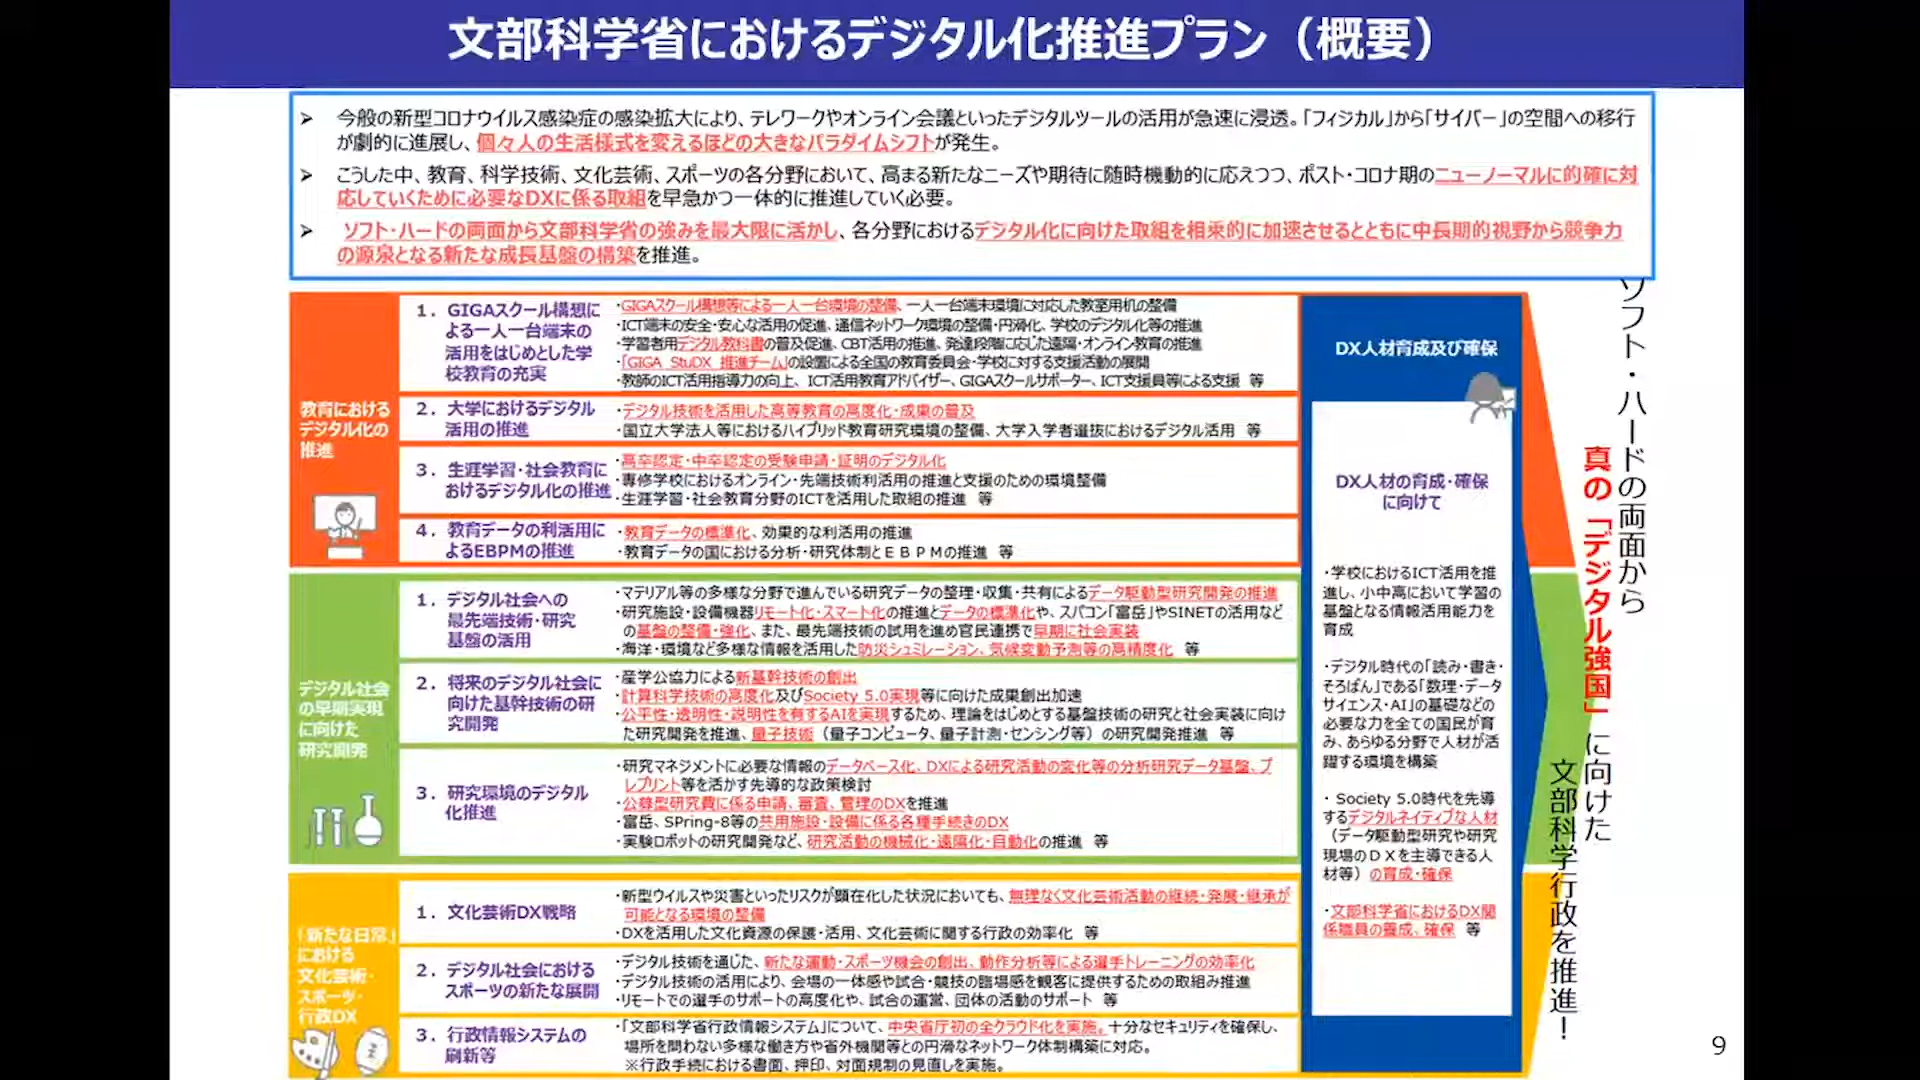 文部科学省におけるデジタル化推進プラン（概要）
➢ 今般の新型コロナウイルス感染症の感染拡大により、テレワークやオンライン会議といったデジタルツールの活用が急速に浸透。「フィジカル」から「サイバー」の空間への移行
が劇的に進展し、個々人の生活様式を変えるほどの大きなパラダイムシフトが発生。
➢ こうした中、教育、科学技術、文化芸術、スポーツの各分野において、高まる新たなニーズや期待に随時機動的に応えつつ、ポスト・コロナ期のニューノーマルに的確に対
応していくために必要なDXに係る取組を早急かつ一体的に推進していく必要。
➢ ソフト・ハードの両面から文部科学省の強みを最大限に活かし、各分野におけるデジタル化に向けた取組を相乗的に加速させるとともに中長期的視野から競争力
の源泉となる新たな成長基盤の構築を推進。
教育における
デジタル化の
推進
1．GIGAスクール構想に
よる一人一台端末の
活用をはじめとした学
校教育の充実
・GIGAスクール構想等による一人一台環境の整備、一人一台端末環境に対応した教室用机の整備
・ICT端末の安全・安心な活用の促進、通信ネットワーク環境の整備・円滑化、学校のデジタル化等の推進
・学習者用デジタル教科書の普及促進、CBT活用の推進、発達段階に応じた遠隔・オンライン教育の推進
・「GIGA StuDX 推進チーム」の設置による全国の教育委員会・学校に対する支援活動の展開
・教師のICT活用指導力の向上、ICT活用教育アドバイザー、GIGAスクールサポーター、ICT支援員等による支援 等
2．大学におけるデジタル
活用の推進
・デジタル技術を活用した高等教育の高度化・成果の普及
・国立大学法人等におけるハイブリッド教育研究環境の整備、大学入学者選抜におけるデジタル活用 等
3．生涯学習・社会教育に
おけるデジタル化の推進
・高卒認定・中卒認定の受験申請・証明のデジタル化
・専修学校におけるオンライン・先端技術利活用の推進と支援のための環境整備
・生涯学習・社会教育分野のICTを活用した取組の推進 等
4．教育データの利活用に
よるEBPMの推進
・教育データの標準化、効果的な利活用の推進
・教育データの国における分析・研究体制とＥＢＰＭの推進 等
デジタル社会
の早期実現
に向けた
研究開発
1．デジタル社会への
最先端技術・研究
基盤の活用
・マテリアル等の多様な分野で進んでいる研究データの整理・収集・共有によるデータ駆動型研究開発の推進
・研究施設・設備機器リモート化・スマート化の推進とデータの標準化や、スパコン「富岳」やSINETの活用など
の基盤の整備・強化、また、最先端技術の試用を進め官民連携で早期に社会実装
・海洋・環境など多様な情報を活用した防災シュミレーション、気候変動予測等の高精度化 等
2．将来のデジタル社会に
向けた基幹技術の研
究開発
・産学公協力による新基幹技術の創出
・計算科学技術の高度化及びSociety 5.0実現等に向けた成果創出加速
・公平性・透明性・説明性を有するAIを実現するため、理論をはじめとする基盤技術の研究と社会実装に向け
た研究開発を推進、量子技術（量子コンピュータ、量子計測・センシング等）の研究開発推進 等
3．研究環境のデジタル
化推進
・研究マネジメントに必要な情報のデータベース化、DXによる研究活動の変化等の分析研究データ基盤、プ
レプリント等を活かす先導的な政策検討
・公募型研究費に係る申請、審査、管理のDXを推進
・富岳、SPring-8等の共用施設・設備に係る各種手続きのDX
・実験ロボットの研究開発など、研究活動の機械化・遠隔化・自動化の推進 等
「新たな日常」
における
文化芸術・
スポーツ・
行政DX
1．文化芸術DX戦略
・新型ウイルスや災害といったリスクが顕在化した状況においても、無理なく文化芸術活動の継続・発展・継承が
可能となる環境の整備
・DXを活用した文化資源の保護・活用、文化芸術に関する行政の効率化 等
2．デジタル社会における
スポーツの新たな展開
・デジタル技術を通じた、新たな運動・スポーツ機会の創出、動作分析等による選手トレーニングの効率化
・デジタル技術の活用により、会場の一体感や試合・競技の臨場感を観客に提供するための取組み推進
・リモートでの選手のサポートの高度化や、試合の運営、団体の活動のサポート 等
3．行政情報システムの
刷新等
・「文部科学省行政情報システム」について、中央省庁初の全クラウド化を実施。十分なセキュリティを確保し、
場所を問わない多様な働き方や省外機関等との円滑なネットワーク体制構築に対応。
※行政手続における書面、押印、対面規制の見直しを実施。
DX人材育成及び確保
DX人材の育成・確保
に向けて
・学校におけるICT活用を推
進し、小中高において学習の
基盤となる情報活用能力を
育成
・デジタル時代の「読み・書き・
そろばん」である「数理・データ
サイエンス・AI」の基礎などの
必要な力を全ての国民が育
み、あらゆる分野で人材が活
躍する環境を構築
・Society 5.0時代を先導
するデジタルネイティブな人材
（データ駆動型研究や研究
現場のＤＸを主導できる人
材等）の育成・確保
・文部科学省におけるDX関
係職員の養成、確保 等
ソフト・ハードの両面から
真の「デジタル強国」に向けた
文部科学行政を推進！
9